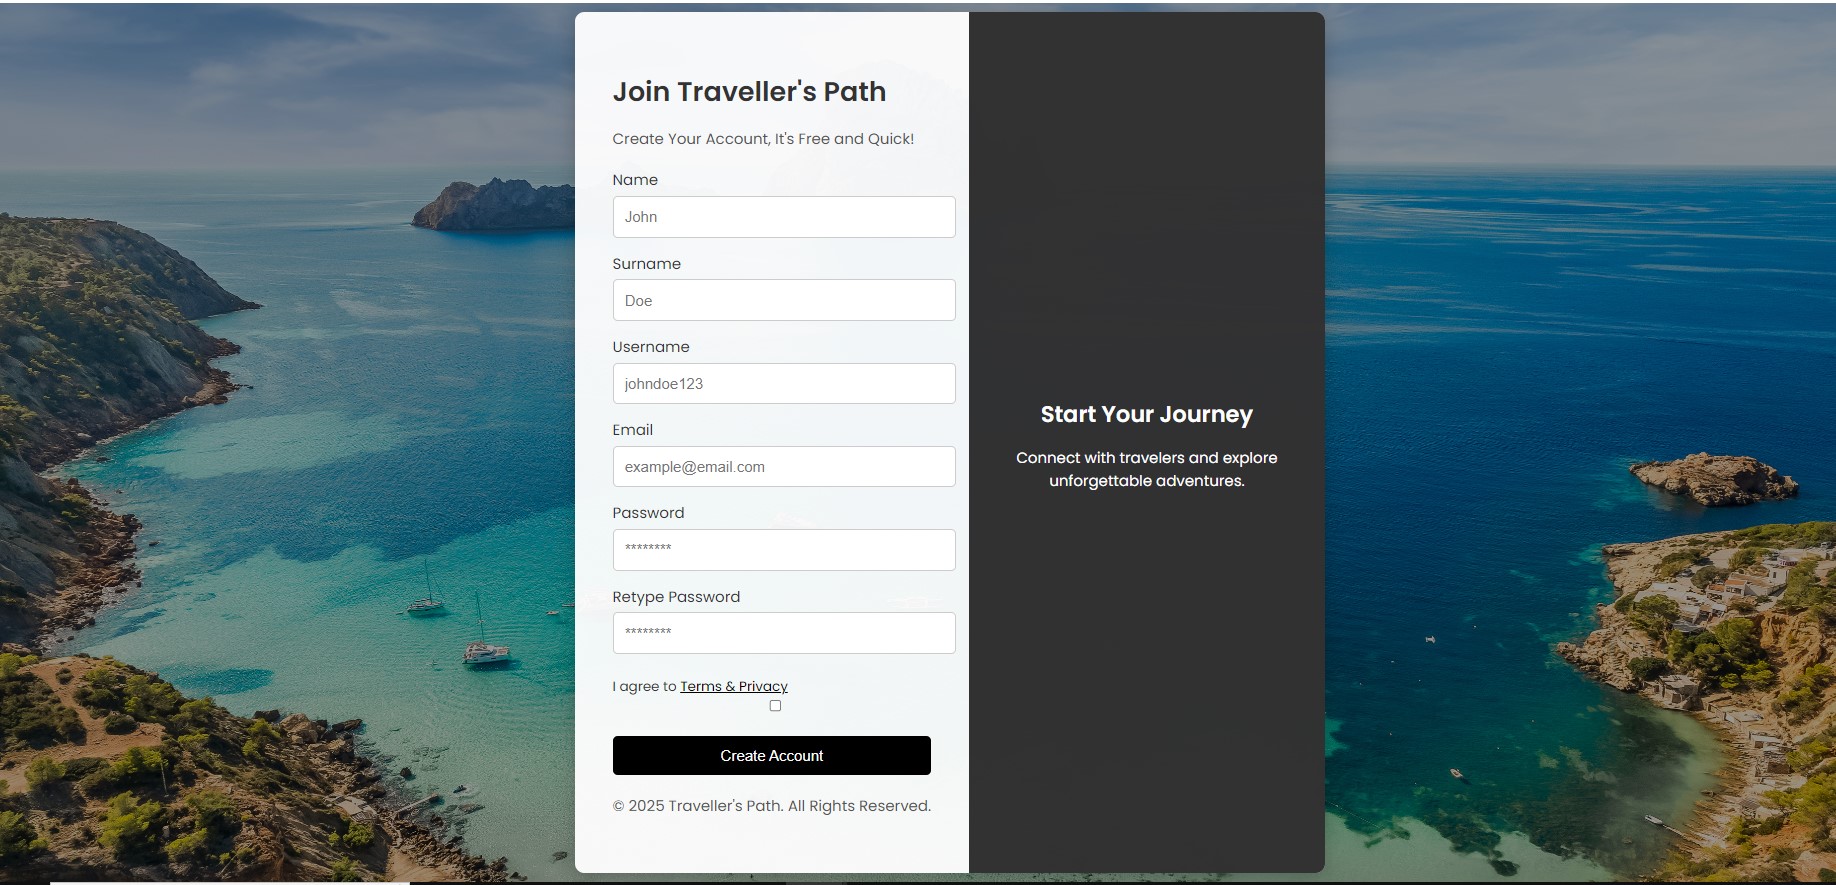 Join Traveller's Path
Create Your Account, It's Free and Quick!
Name
John
Surname
Doe
Username
johndoe123
Email
example@email.com
Password
********
Retype Password
********
I agree to Terms & Privacy
Create Account
© 2025 Traveller's Path. All Rights Reserved.
Start Your Journey
Connect with travelers and explore
unforgettable adventures.